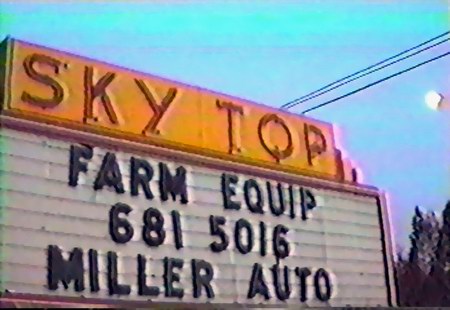 SKY TOP
FARM EQUIP
681 5016
MILLER AUTO